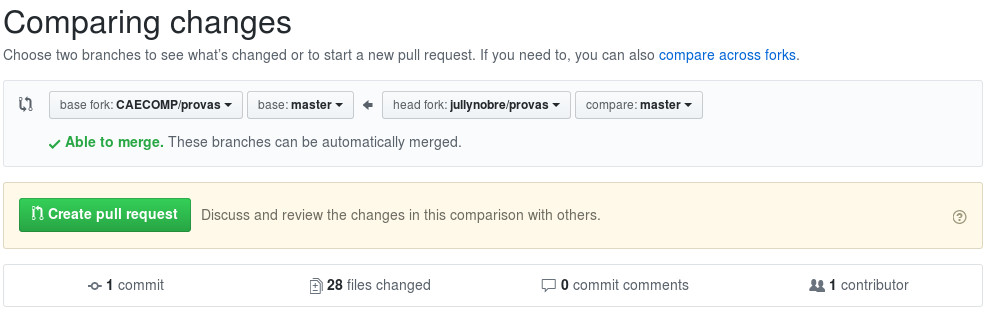 Comparing changes
Choose two branches to see what's changed or to start a new pull request. If you need to, you can also compare across forks.
base fork: CAECOMP/provas base: master head fork: jullynobre/provas compare: master
Able to merge. These branches can be automatically merged.
Create pull request Discuss and review the changes in this comparison with others.
1 commit 28 files changed 0 commit comments 1 contributor